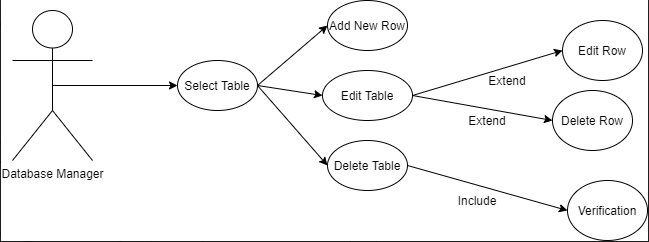 Add New Row
Edit Row
Select Table
Extend
Edit Table
Extend
Delete Row
Delete Table
Database Manager
Include
Verification